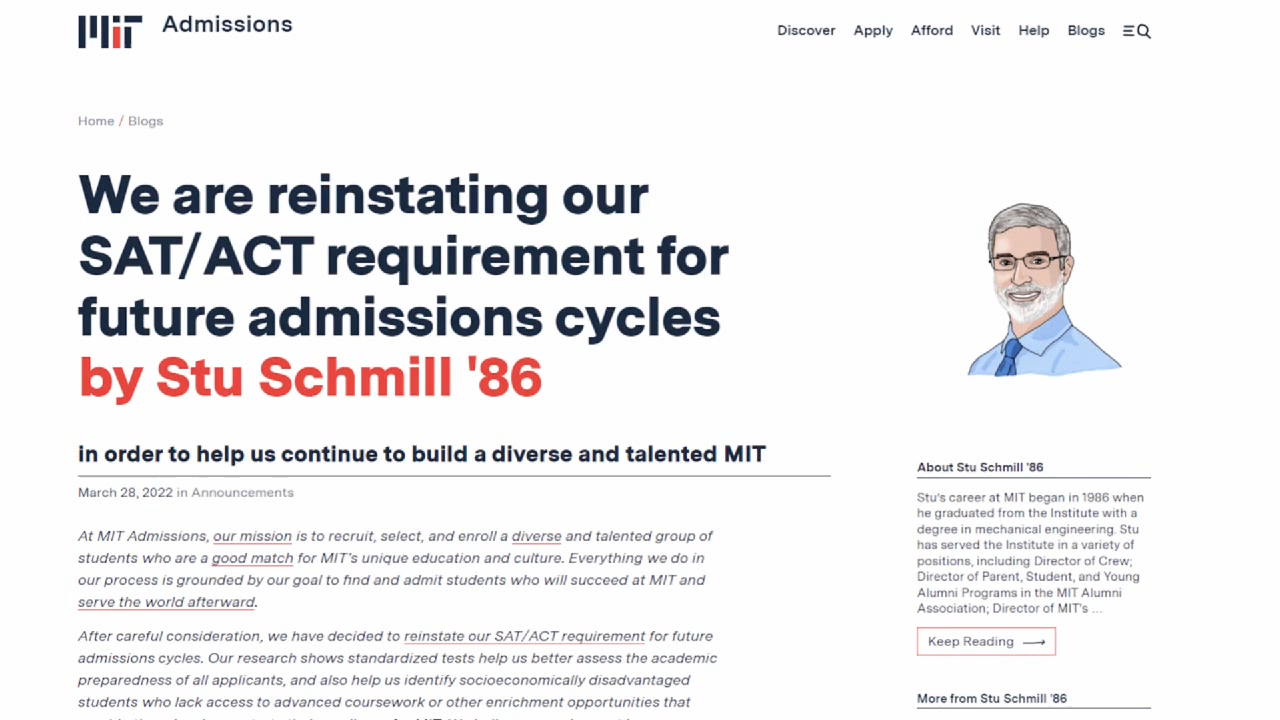 MIT Admissions
Discover Apply Afford Visit Help Blogs
Home / Blogs
We are reinstating our
SAT/ACT requirement for
future admissions cycles
by Stu Schmill '86
in order to help us continue to build a diverse and talented MIT
March 28, 2022 in Announcements
At MIT Admissions, our mission is to recruit, select, and enroll a diverse and talented group of
students who are a good match for MIT's unique education and culture. Everything we do in
our process is grounded by our goal to find and admit students who will succeed at MIT and
serve the world afterward.
After careful consideration, we have decided to reinstate our SAT/ACT requirement for future
admissions cycles. Our research shows standardized tests help us better assess the academic
preparedness of all applicants, and also help us identify socioeconomically disadvantaged
students who lack access to advanced coursework or other enrichment opportunities that
About Stu Schmill '86
Stu's career at MIT began in 1986 when
he graduated from the Institute with a
degree in mechanical engineering. Stu
has served the Institute in a variety of
positions, including Director of Crew;
Director of Parent, Student, and Young
Alumni Programs in the MIT Alumni
Association; Director of MIT's ...
Keep Reading
More from Stu Schmill '86